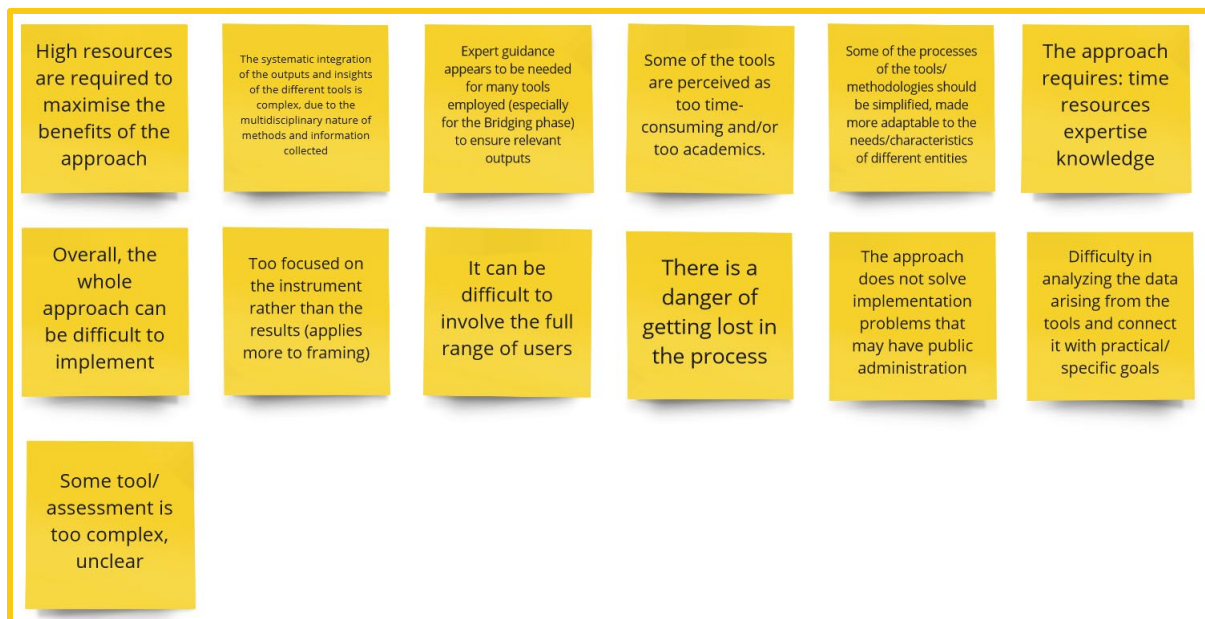 High resources
are required to
maximise the
benefits of the
approach
The systematic integration
of the outputs and insights
of the different tools is
complex, due to the
multidisciplinary nature of
methods and information
collected
Expert guidance
appears to be needed
for many tools
employed (especially
for the Bridging phase)
to ensure relevant
outputs
Some of the tools
are perceived as
too time-
consuming and/or
too academics.
Some of the processes
of the tools/
methodologies should
be simplified, made
more adaptable to the
needs/characteristics
of different entities
The approach
requires: time
resources
expertise
knowledge
Overall, the
whole
approach can
be difficult to
implement
Too focused on
the instrument
rather than the
results (applies
more to framing)
It can be
difficult to
involve the full
range of users
There is a
danger of
getting lost in
the process
The approach
does not solve
implementation
problems that
may have public
administration
Difficulty in
analyzing the data
arising from the
tools and connect
it with practical/
specific goals
Some tool/
assessment is
too complex,
unclear